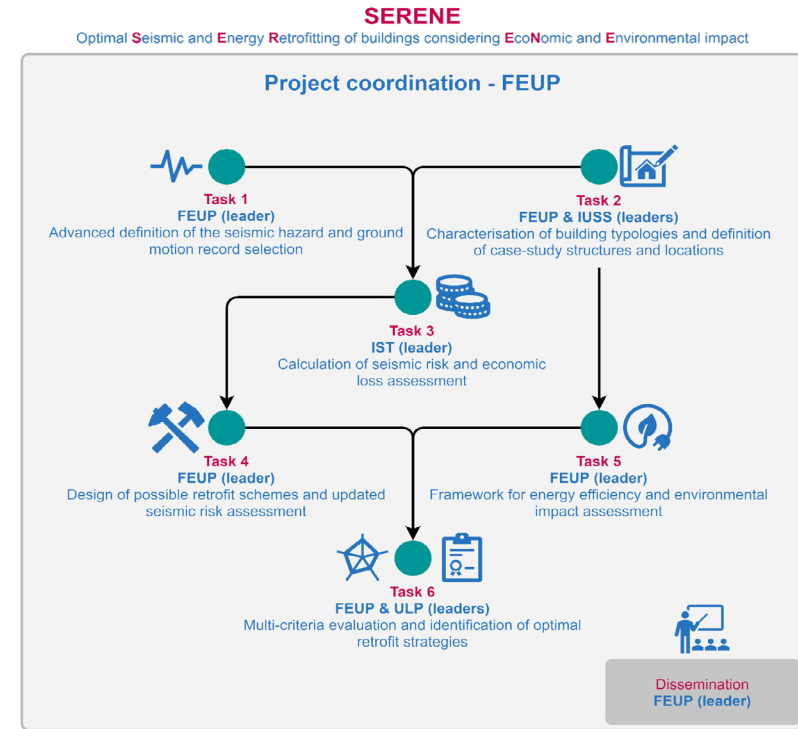 SERENE
Optimal Seismic and Energy Retrofitting of buildings considering EcoNomic and Environmental impact
Project coordination - FEUP
Task 1
FEUP (leader)
Advanced definition of the seismic hazard and ground
motion record selection
Task 2
FEUP & IUSS (leaders)
Characterisation of building typologies and definition
of case-study structures and locations
Task 3
IST (leader)
Calculation of seismic risk and economic
loss assessment
Task 4
FEUP (leader)
Design of possible retrofit schemes and updated
seismic risk assessment
Task 5
FEUP (leader)
Framework for energy efficiency and environmental
impact assessment
Task 6
FEUP & ULP (leaders)
Multi-criteria evaluation and identification of optimal
retrofit strategies
Dissemination
FEUP (leader)